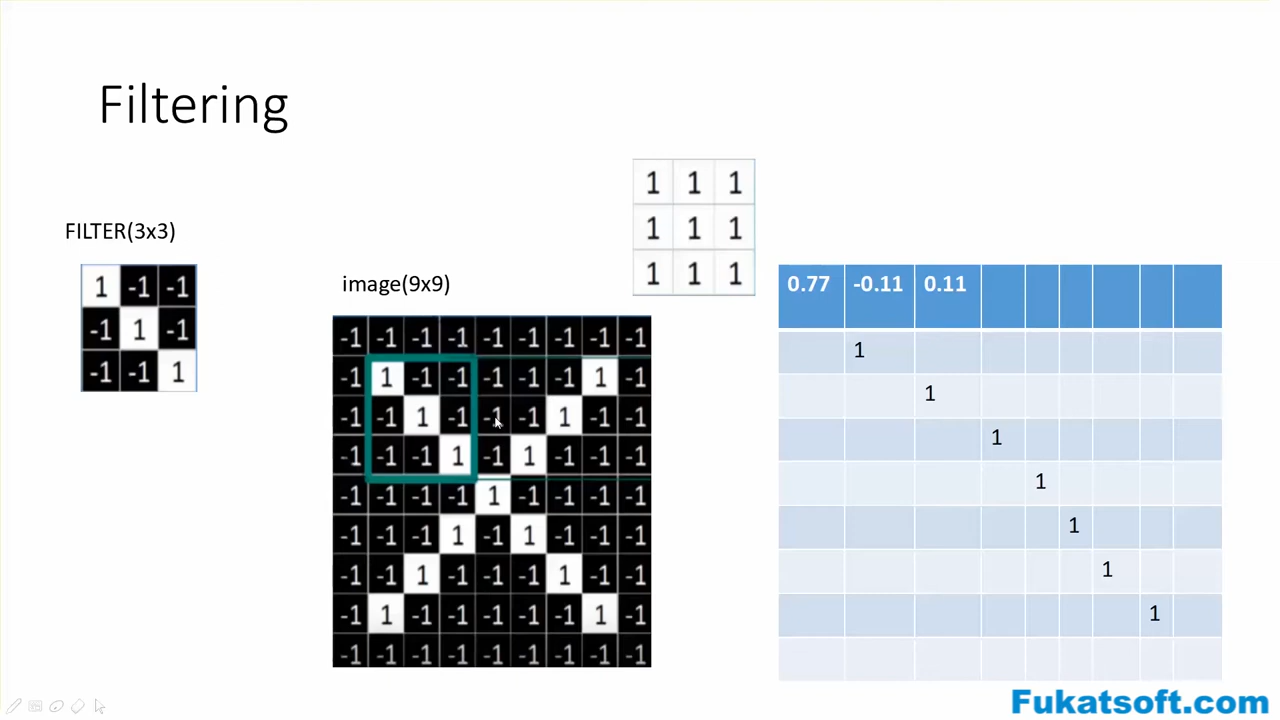 Filtering
FILTER(3x3)
1 -1 -1
-1 1 -1
-1 -1 1
1 1 1
1 1 1
1 1 1
image(9x9)
-1 -1 -1 -1 -1 -1 -1 -1 -1
-1 1 -1 -1 -1 -1 -1 1 -1
-1 -1 1 -1 -1 -1 1 -1 -1
-1 -1 -1 1 -1 1 -1 -1 -1
-1 -1 -1 -1 1 -1 -1 -1 -1
-1 -1 -1 1 -1 1 -1 -1 -1
-1 -1 1 -1 -1 -1 1 -1 -1
-1 1 -1 -1 -1 -1 -1 1 -1
-1 -1 -1 -1 -1 -1 -1 -1 -1
0.77 -0.11 0.11
1
1
1
1
1
1
1
Fukatsoft.com